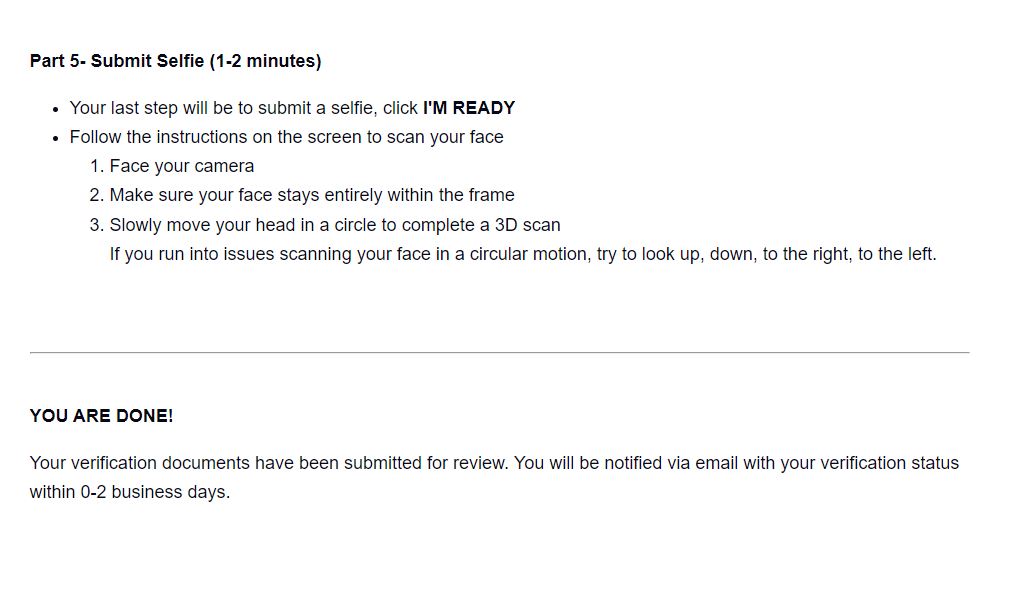 Part 5- Submit Selfie (1-2 minutes)
• Your last step will be to submit a selfie, click I'M READY
• Follow the instructions on the screen to scan your face
1. Face your camera
2. Make sure your face stays entirely within the frame
3. Slowly move your head in a circle to complete a 3D scan
If you run into issues scanning your face in a circular motion, try to look up, down, to the right, to the left.
YOU ARE DONE!
Your verification documents have been submitted for review. You will be notified via email with your verification status
within 0-2 business days.